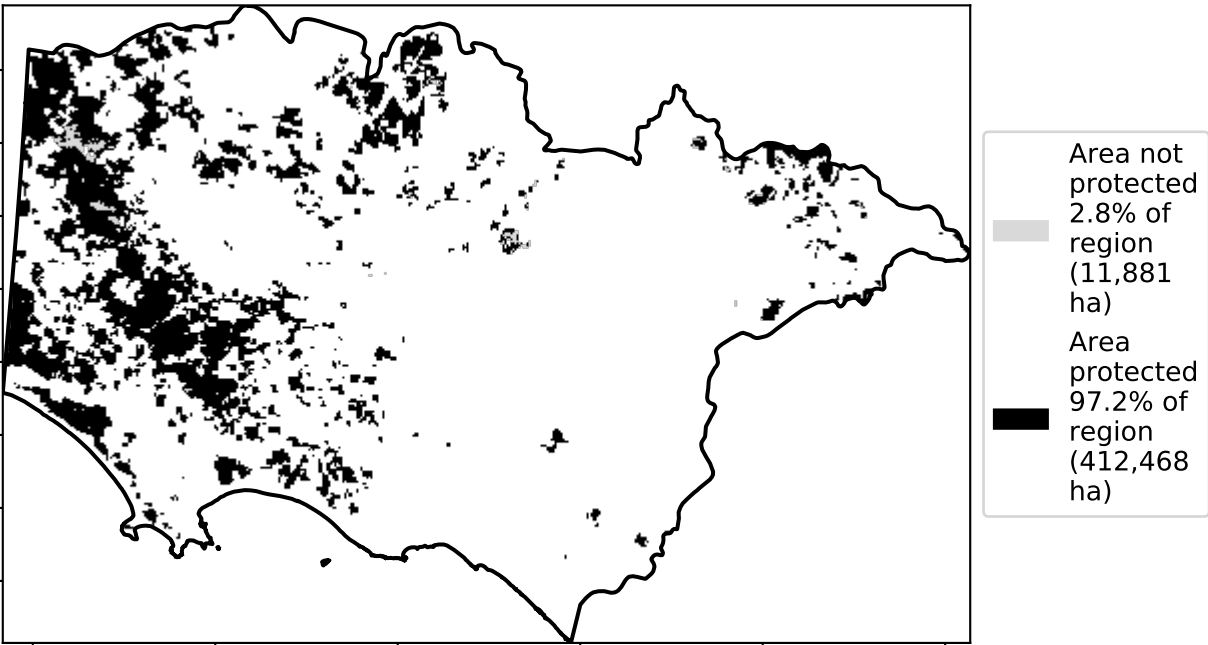 Area not
protected
2.8% of
region
(11,881
ha)
Area
protected
97.2% of
region
(412,468
ha)